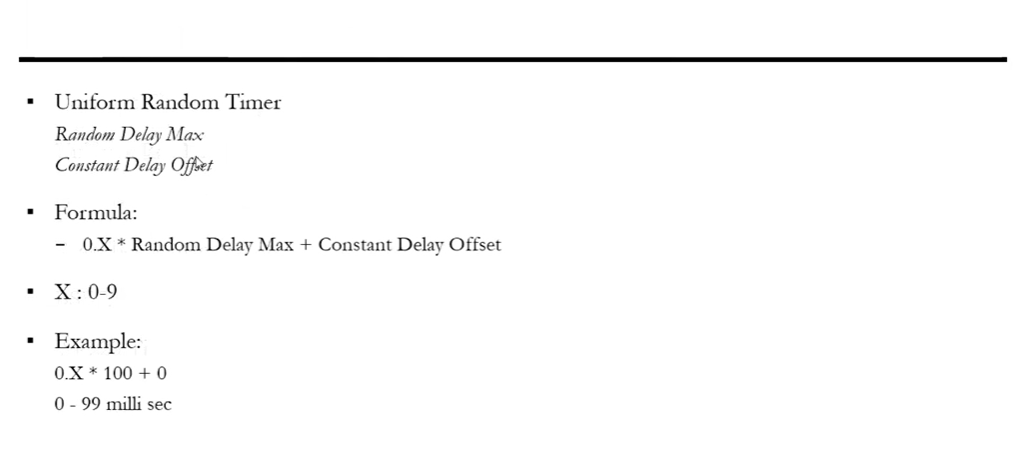 ▪ Uniform Random Timer
Random Delay Max
Constant Delay Offset
▪ Formula:
– 0.X * Random Delay Max + Constant Delay Offset
▪ X : 0-9
▪ Example:
0.X * 100 + 0
0 - 99 milli sec